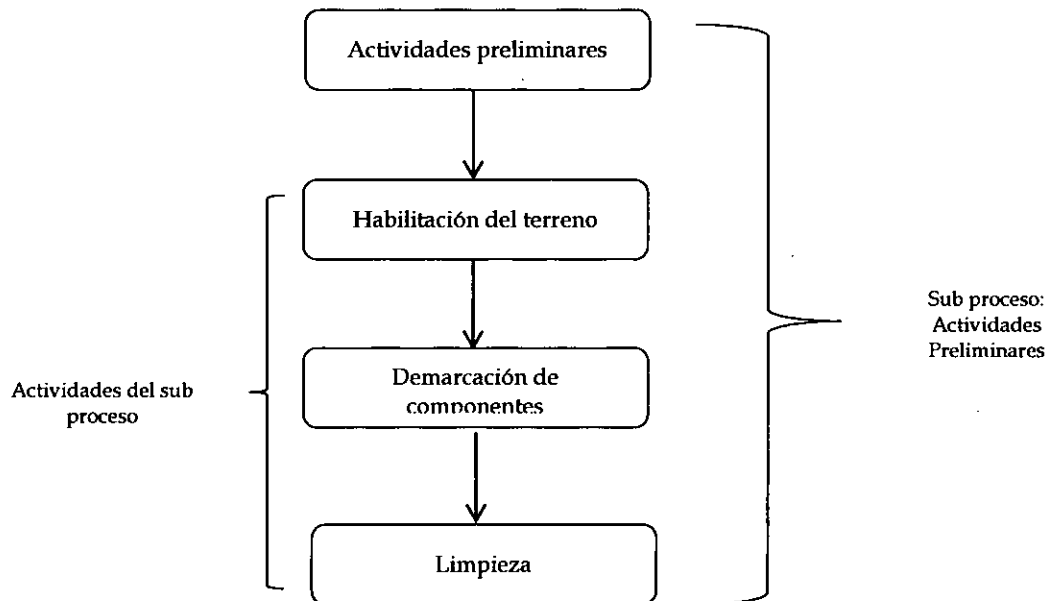 Actividades preliminares
Habilitación del terreno
Demarcación de
componentes
Limpieza
Actividades del sub
proceso
Sub proceso:
Actividades
Preliminares